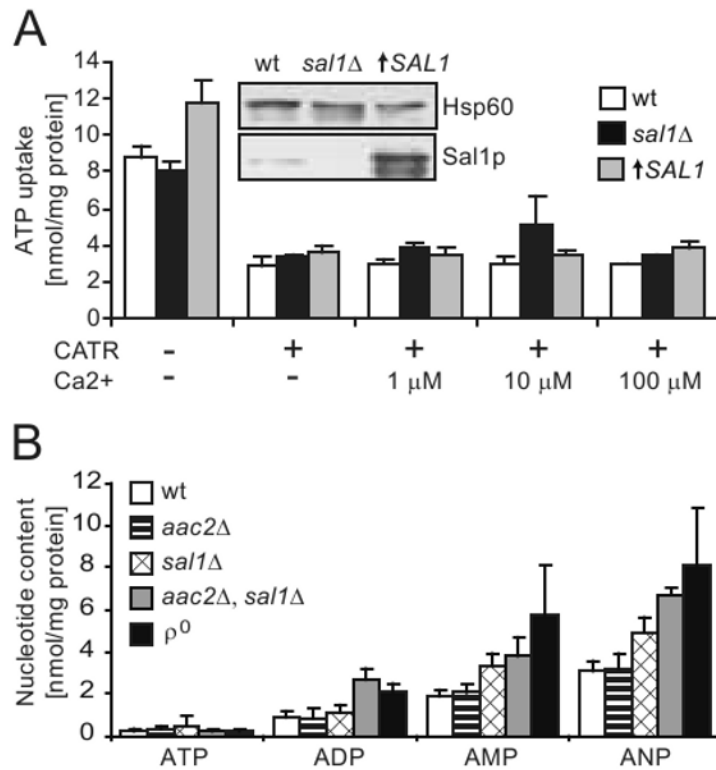 A
ATP uptake
[nmol/mg protein]
14
12
10
8
6
4
2
0
wt sal1Δ ↑SAL1
Hsp60
Sal1p
wt
sal1Δ
↑SAL1
CATR - + + + +
Ca2+ - - 1 μM 10 μM 100 μM
B
Nucleotide content
[nmol/mg protein]
12
10
8
6
4
2
0
wt
aac2Δ
sal1Δ
aac2Δ, sal1Δ
ρ⁰
ATP ADP AMP ANP